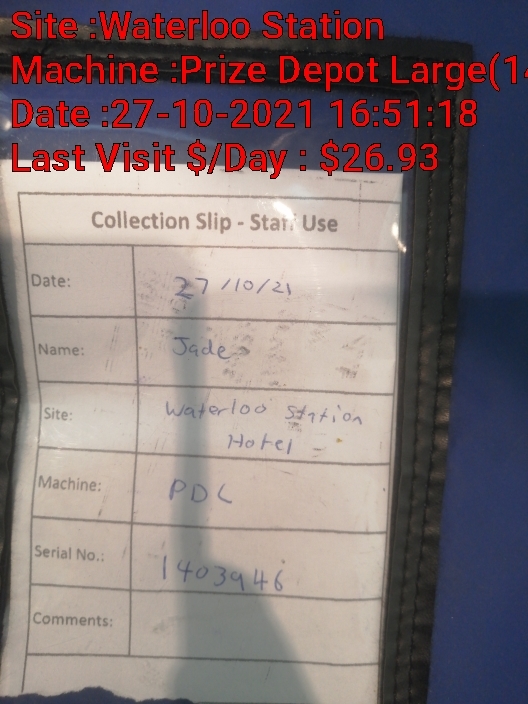 Site :Waterloo Station
Machine :Prize Depot Large(14
Date :27-10-2021 16:51:18
Last Visit $/Day : $26.93
Collection Slip - Staff Use
Date: 27/10/21
Name: Jade
Site: Waterloo Station
Hotel
Machine: PDL
Serial No.: 1403946
Comments: